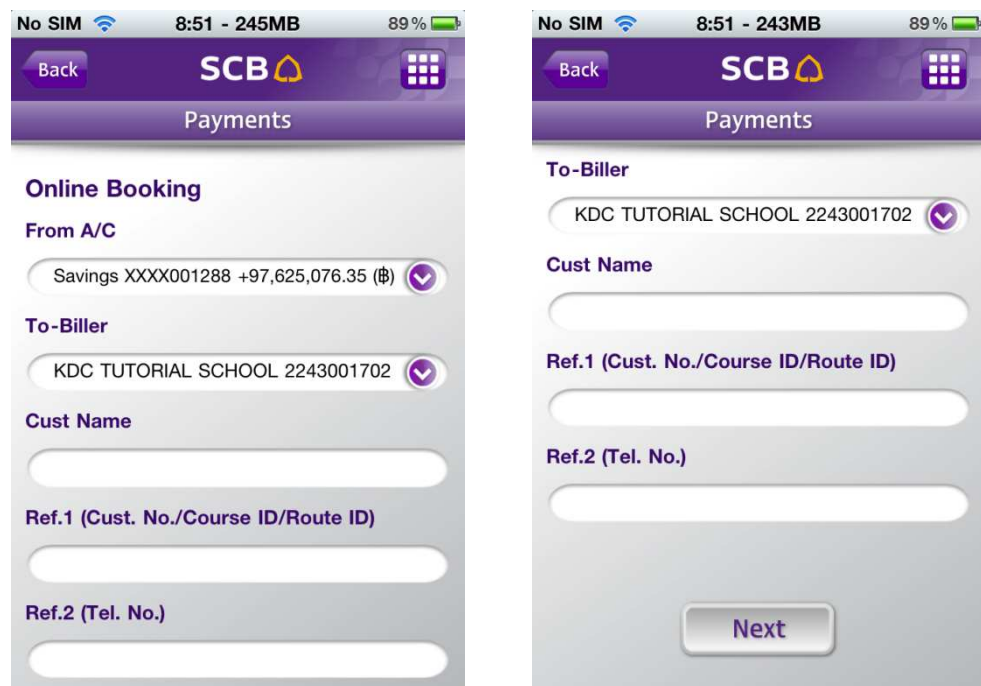 No SIM 8:51 - 245MB 89%
Back SCB
Payments
Online Booking
From A/C
Savings XXXX001288 +97,625,076.35 (฿)
To-Biller
KDC TUTORIAL SCHOOL 2243001702
Cust Name
Ref.1 (Cust. No./Course ID/Route ID)
Ref.2 (Tel. No.)
No SIM 8:51 - 243MB 89%
Back SCB
Payments
To-Biller
KDC TUTORIAL SCHOOL 2243001702
Cust Name
Ref.1 (Cust. No./Course ID/Route ID)
Ref.2 (Tel. No.)
Next